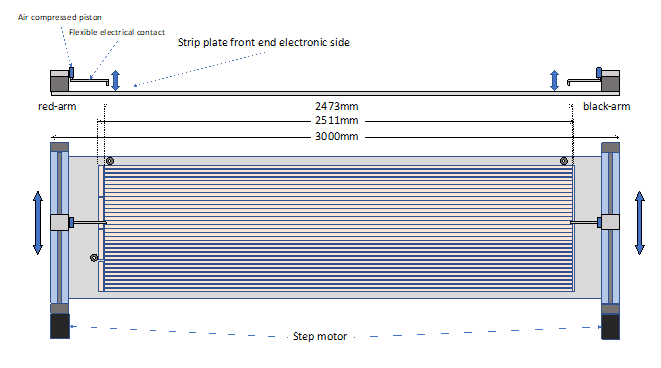 Air compressed piston
Flexible electrical contact
Strip plate front end electronic side
red-arm
2473mm
black-arm
2511mm
3000mm
Step motor